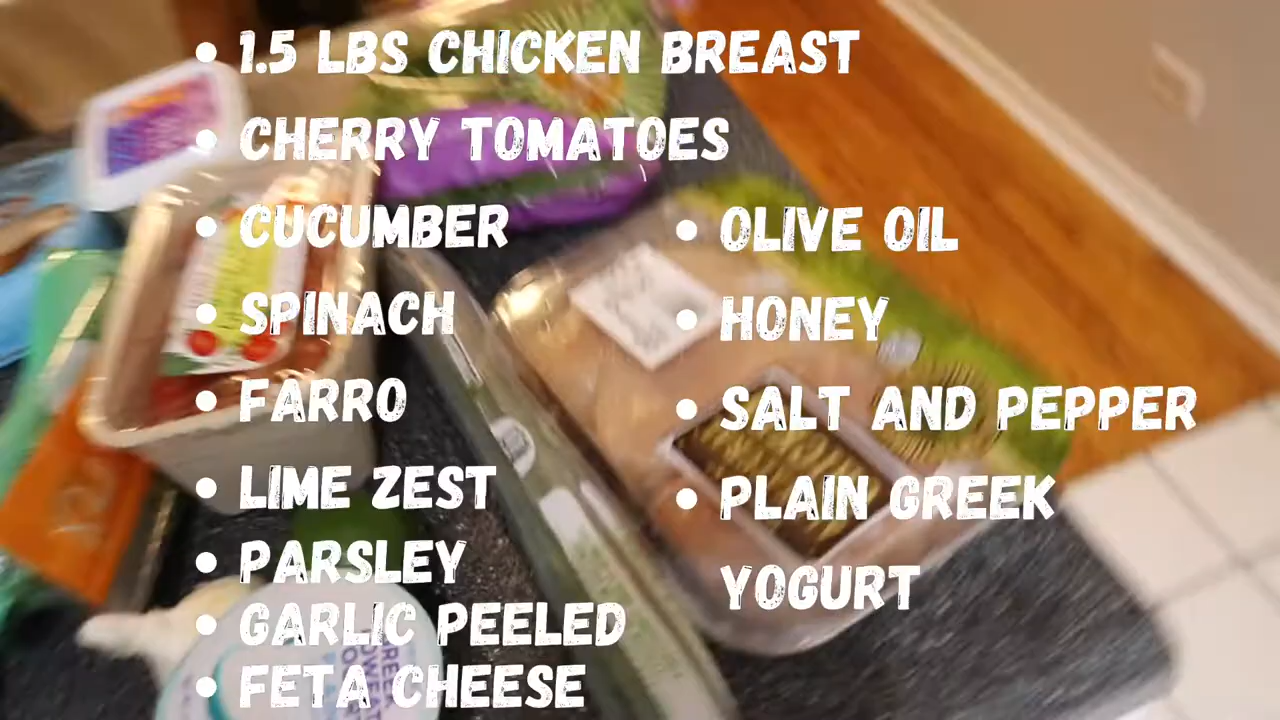 • 1.5 LBS CHICKEN BREAST
• CHERRY TOMATOES
• CUCUMBER
• SPINACH
• FARRO
• LIME ZEST
• PARSLEY
• GARLIC PEELED
• FETA CHEESE
• OLIVE OIL
• HONEY
• SALT AND PEPPER
• PLAIN GREEK
YOGURT